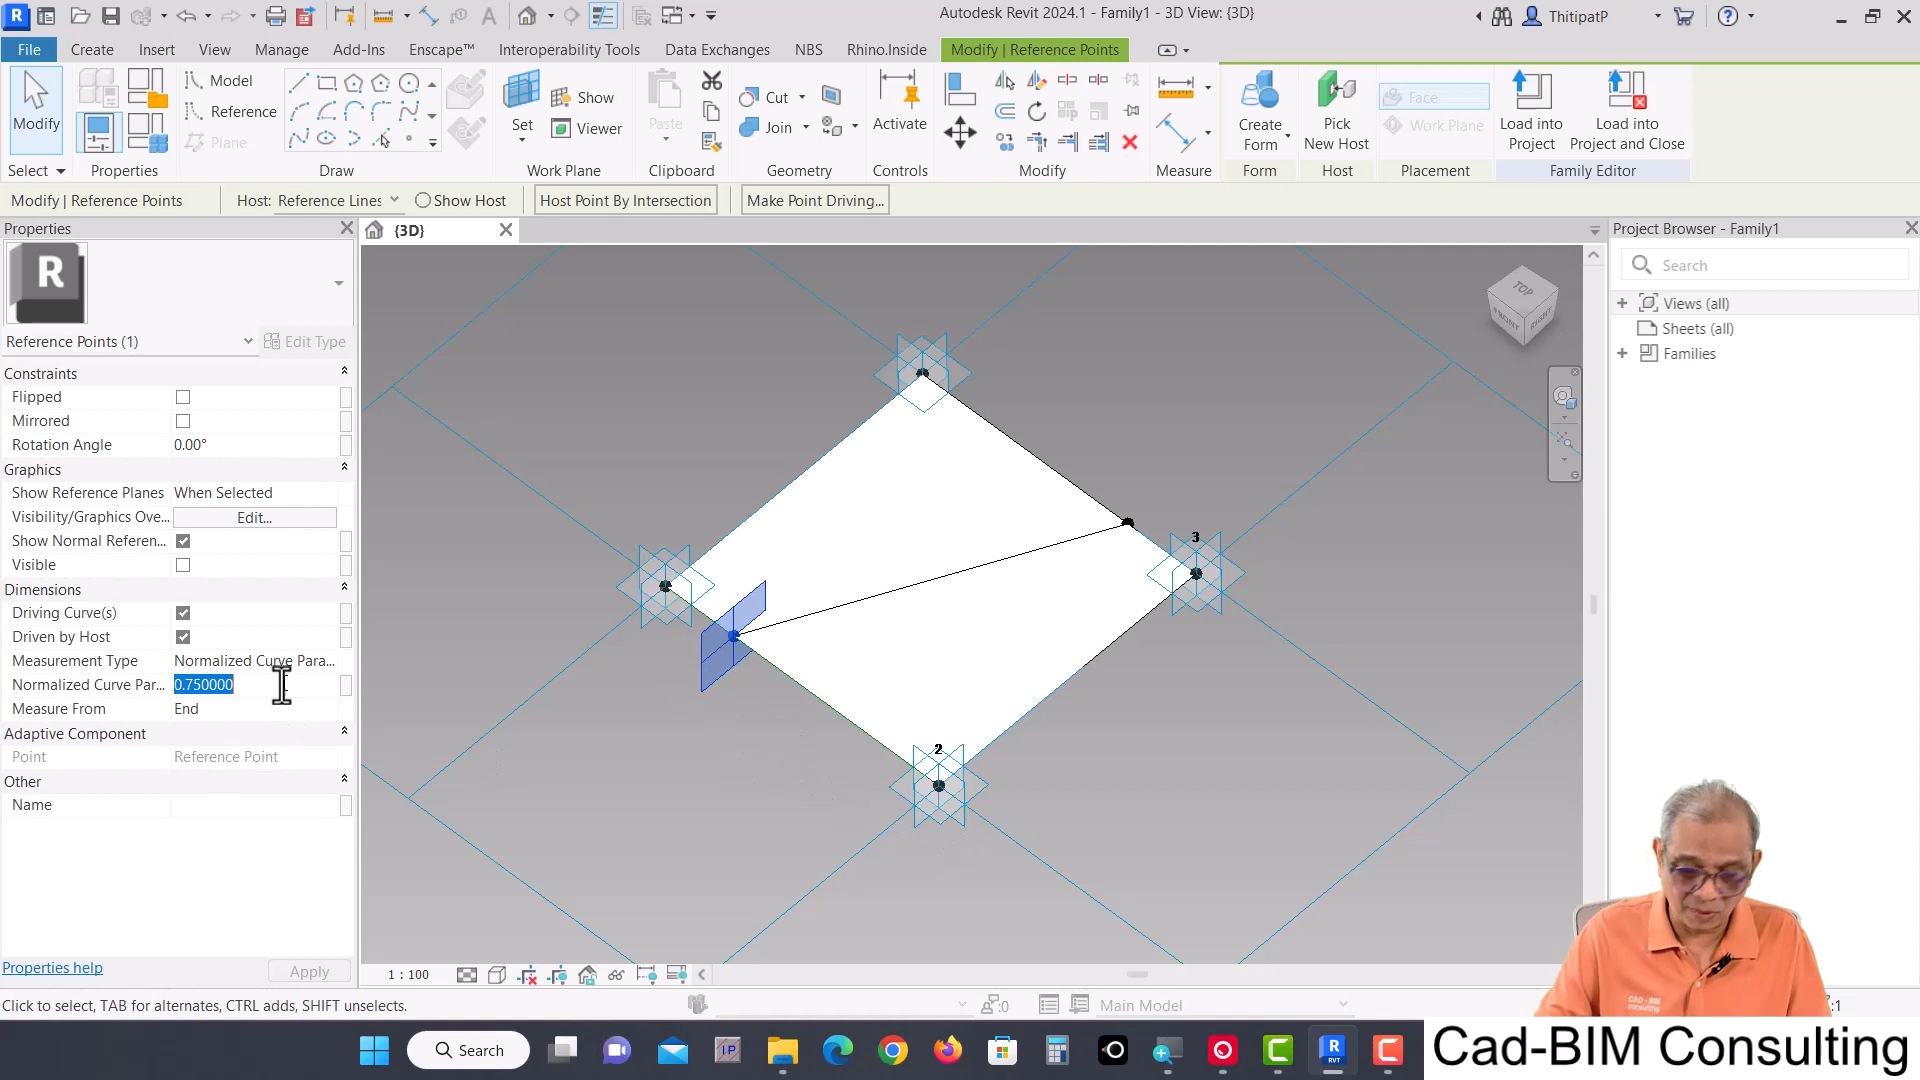 Autodesk Revit 2024.1 - Family1 - 3D View: {3D}
ThitipatP
File
Create
Insert
View
Manage
Add-Ins
Enscape™
Interoperability Tools
Data Exchanges
NBS
Rhino.Inside
Modify | Reference Points
Modify
Model
Reference
Plane
Set
Show
Viewer
Paste
Cut
Join
Activate
Create
Form
Pick
New Host
Face
Work Plane
Load into
Project
Load into
Project and Close
Select
Properties
Draw
Work Plane
Clipboard
Geometry
Controls
Modify
Measure
Form
Host
Placement
Family Editor
Modify | Reference Points
Host: Reference Lines
Show Host
Host Point By Intersection
Make Point Driving...
Properties
{3D}
Project Browser - Family1
R
Reference Points (1)
Edit Type
Constraints
Flipped
Mirrored
Rotation Angle 0.00°
Graphics
Show Reference Planes When Selected
Visibility/Graphics Ove... Edit...
Show Normal Referen...
Visible
Dimensions
Driving Curve(s)
Driven by Host
Measurement Type Normalized Curve Para...
Normalized Curve Par... 0.750000
Measure From End
Adaptive Component
Point Reference Point
Other
Name
Properties help
Apply
TOP
FRONT
RIGHT
3
2
Search
Views (all)
Sheets (all)
Families
1 : 100
Click to select, TAB for alternates, CTRL adds, SHIFT unselects.
:0
Main Model
:1
CAD - BIM
consulting
Search
Cad-BIM Consulting